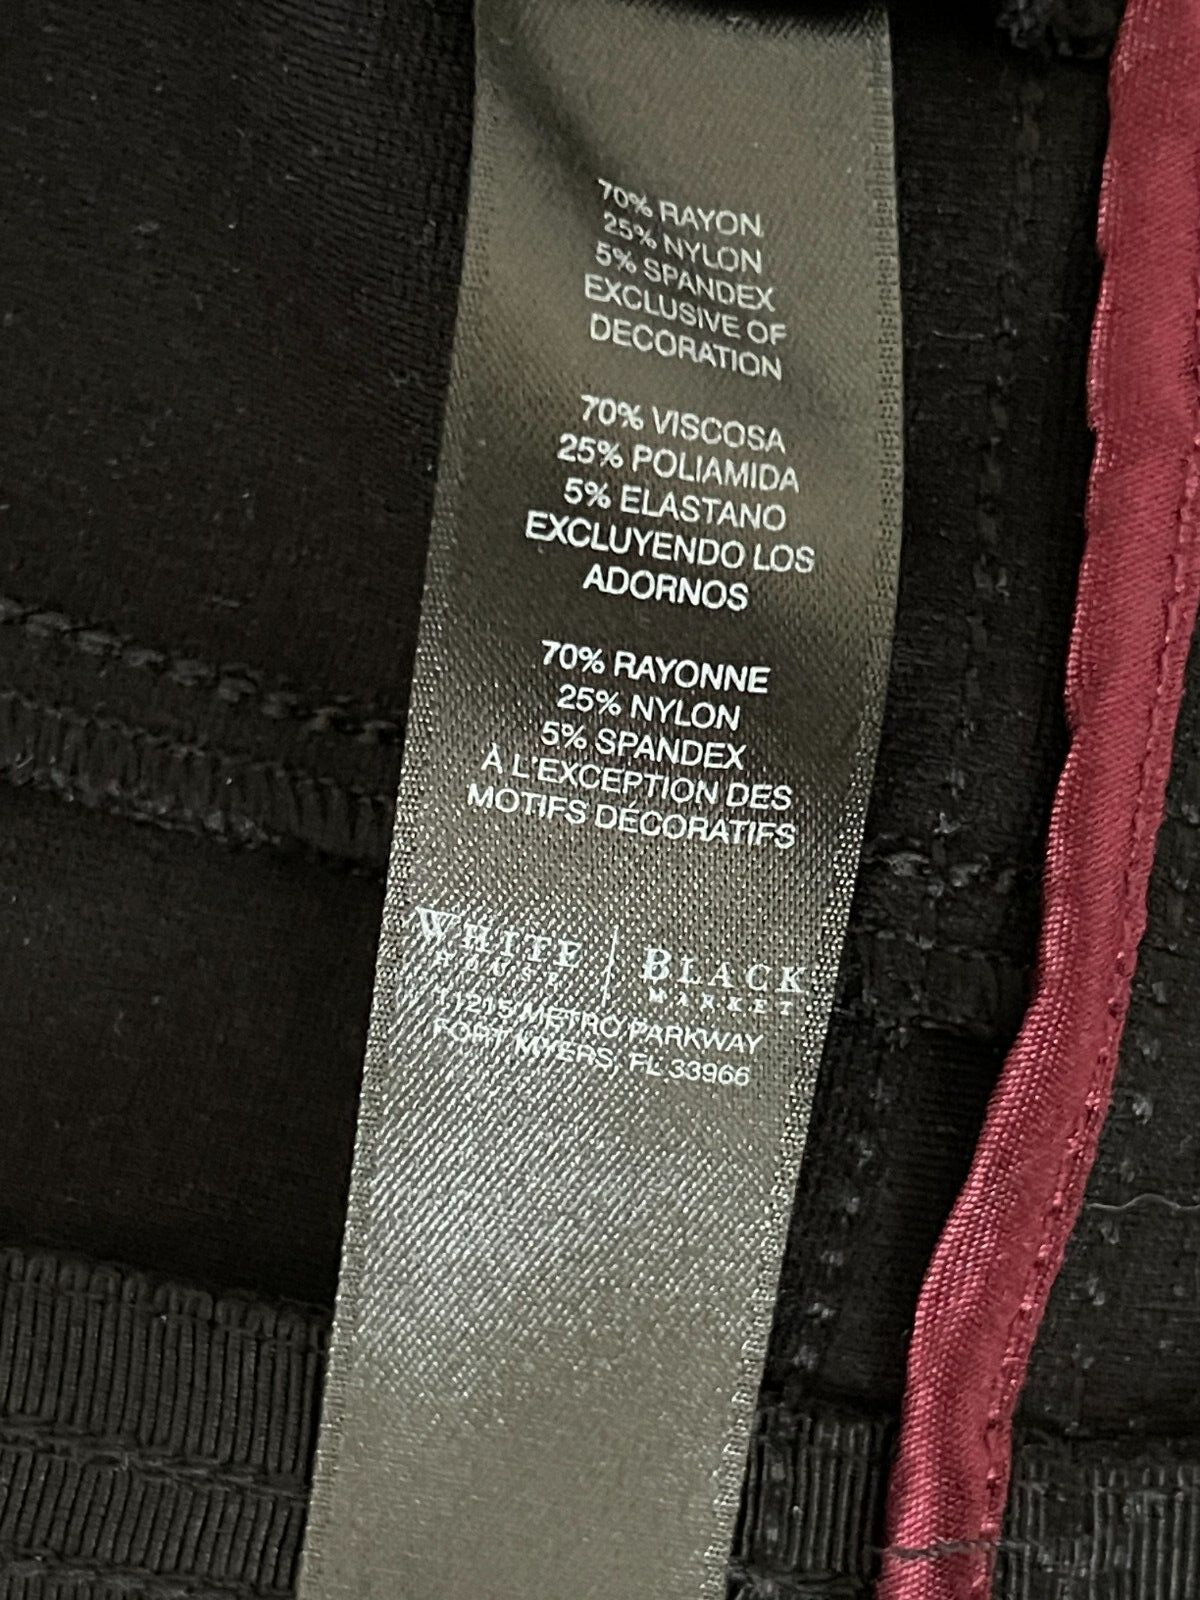 70% RAYON
25% NYLON
5% SPANDEX
EXCLUSIVE OF
DECORATION
70% VISCOSA
25% POLIAMIDA
5% ELASTANO
EXCLUYENDO LOS
ADORNOS
70% RAYONNE
25% NYLON
5% SPANDEX
À L'EXCEPTION DES
MOTIFS DÉCORATIFS
WHITE | BLACK
HOUSE MARKET
11215 METRO PARKWAY
FORT MYERS, FL 33966